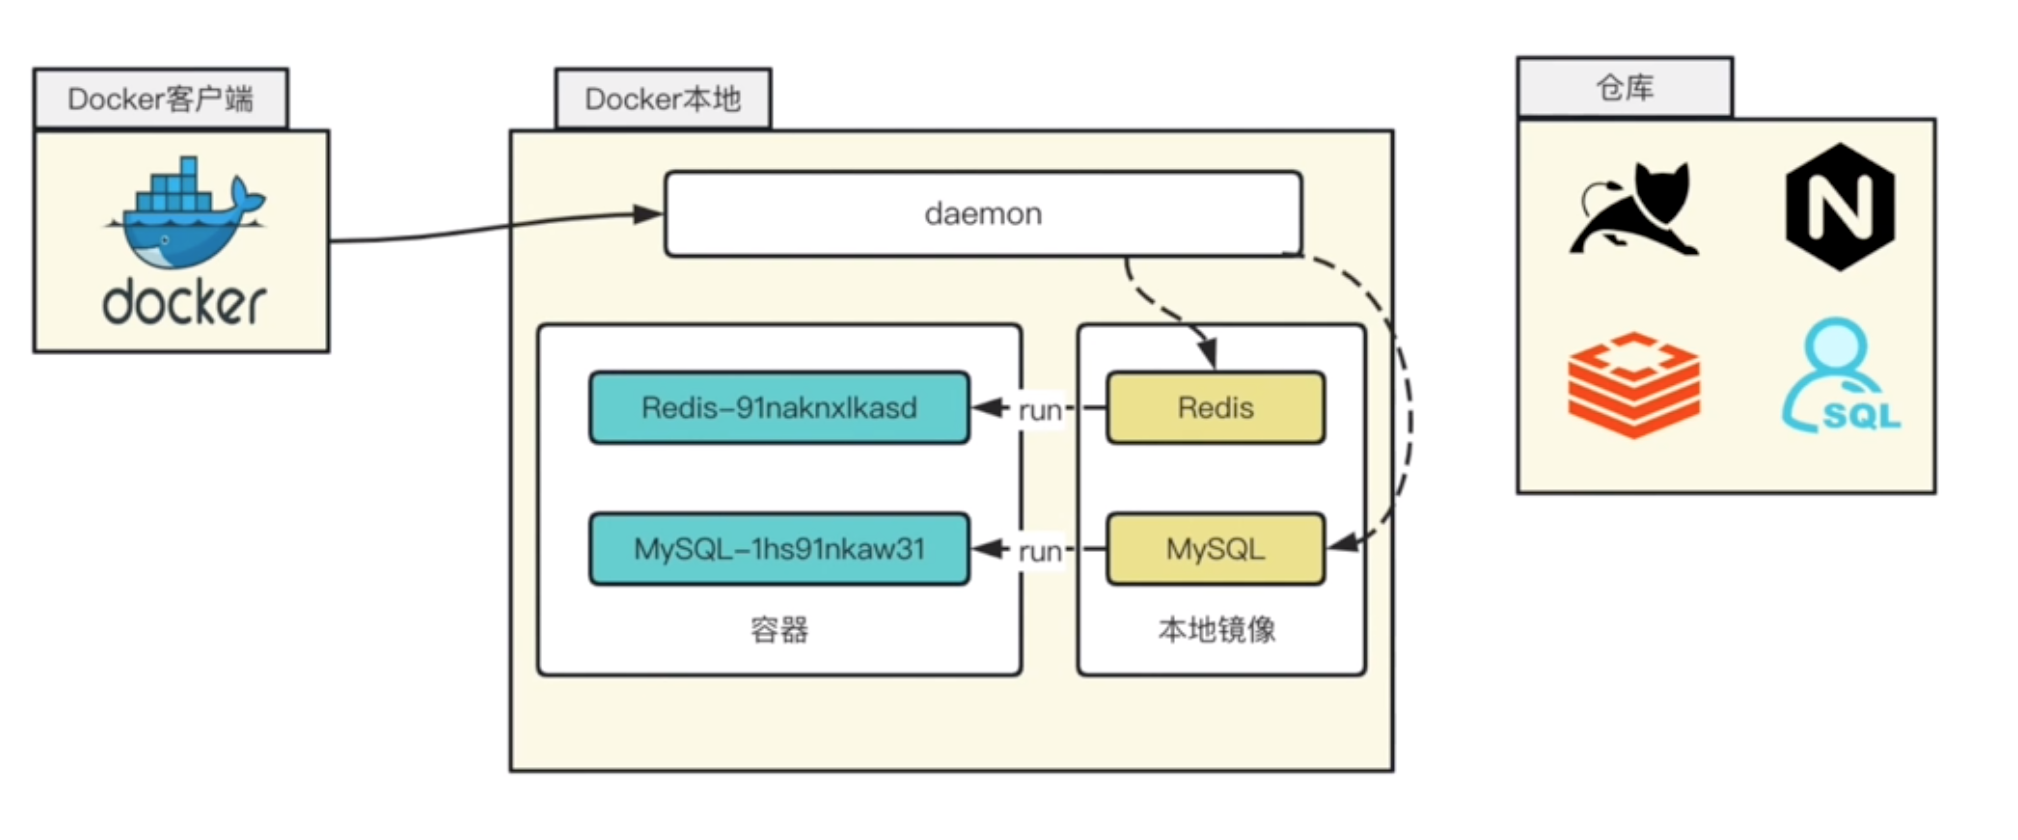 Docker客户端
docker
Docker本地
daemon
Redis-91naknxlkasd
run
Redis
MySQL-1hs91nkaw31
run
MySQL
容器
本地镜像
仓库
N
SQL